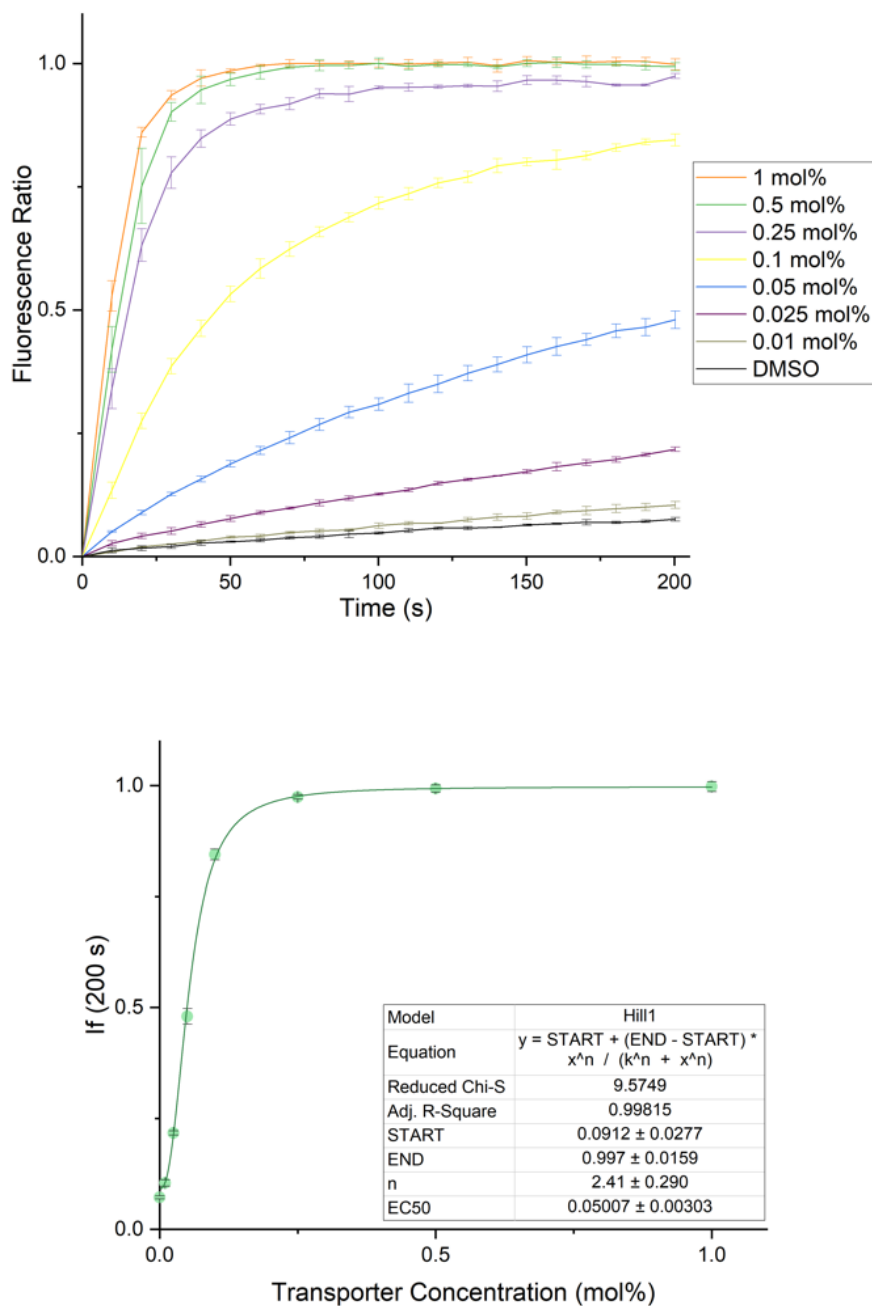 1.0
0.5
0.0
Fluorescence Ratio
0 50 100 150 200
Time (s)
1 mol%
0.5 mol%
0.25 mol%
0.1 mol%
0.05 mol%
0.025 mol%
0.01 mol%
DMSO
1.0
0.5
0.0
If (200 s)
0.0 0.5 1.0
Transporter Concentration (mol%)
Model Hill1
Equation y = START + (END - START) *
x^n / (k^n + x^n)
Reduced Chi-S 9.5749
Adj. R-Square 0.99815
START 0.0912 ± 0.0277
END 0.997 ± 0.0159
n 2.41 ± 0.290
EC50 0.05007 ± 0.00303